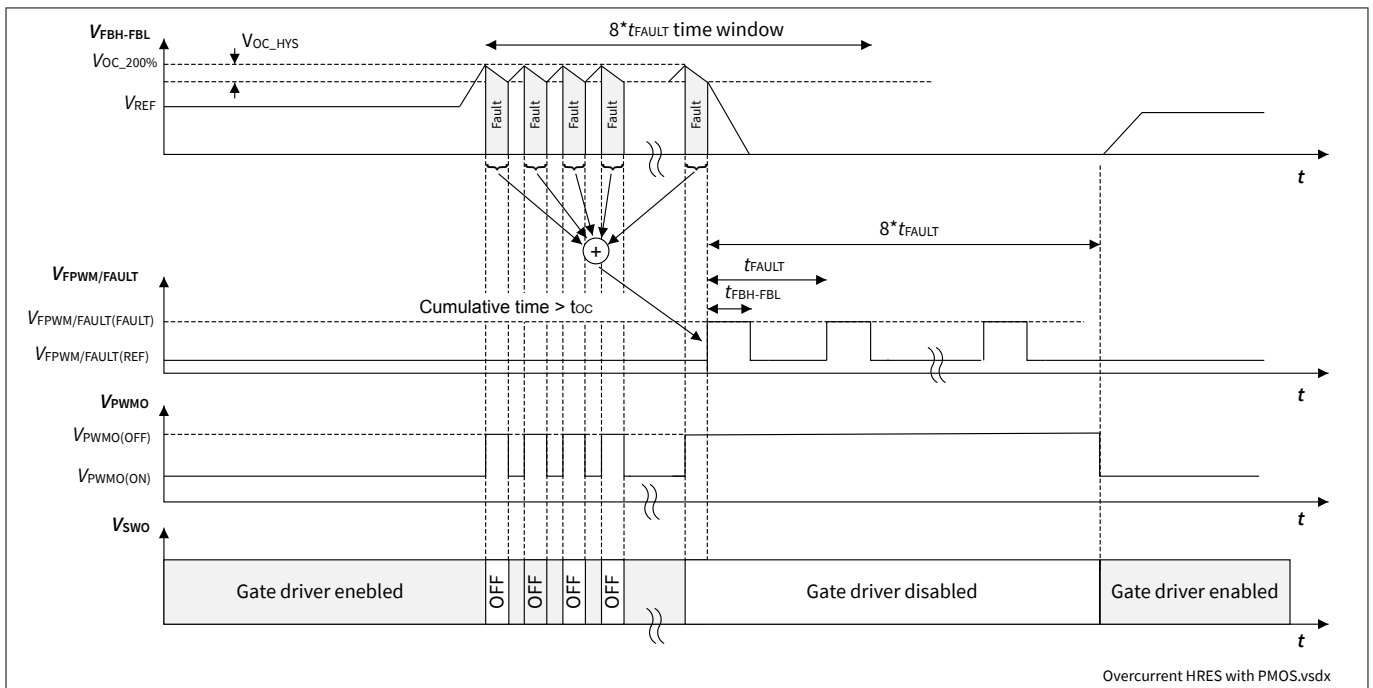 VFBH-FBL
VOC_HYS
8*tFAULT time window
VOC_200%
VREF
Fault
Fault
Fault
Fault
Fault
t
+
8*tFAULT
VFPWM/FAULT
tFAULT
tFBH-FBL
Cumulative time > tOC
VFPWM/FAULT(FAULT)
VFPWM/FAULT(REF)
t
VPWMO
VPWMO(OFF)
VPWMO(ON)
t
VSWO
Gate driver enebled
OFF
OFF
OFF
OFF
Gate driver disabled
Gate driver enabled
t
Overcurrent HRES with PMOS.vsdx